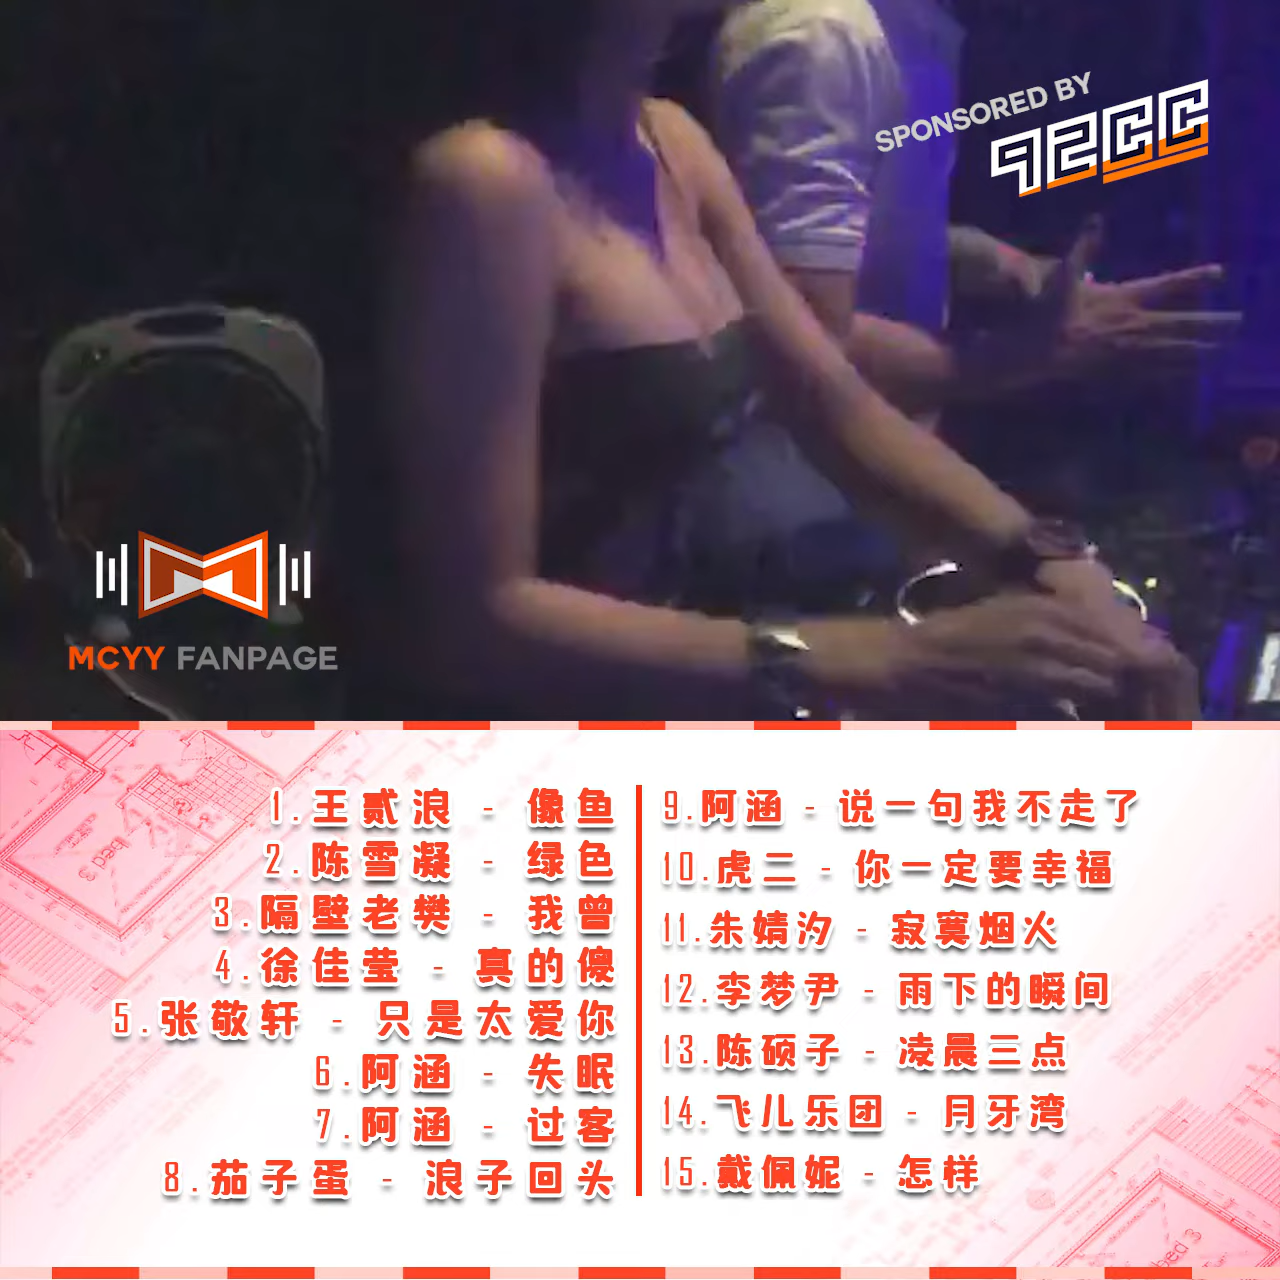 SPONSORED BY
92CC
MCYY FANPAGE
1.王贰浪 - 像鱼
2.陈雪凝 - 绿色
3.隔壁老樊 - 我曾
4.徐佳莹 - 真的傻
5.张敬轩 - 只是太爱你
6.阿涵 - 失眠
7.阿涵 - 过客
8.茄子蛋 - 浪子回头
9.阿涵 - 说一句我不走了
10.虎二 - 你一定要幸福
11.朱婧汐 - 寂寞烟火
12.李梦尹 - 雨下的瞬间
13.陈硕子 - 凌晨三点
14.飞儿乐团 - 月牙湾
15.戴佩妮 - 怎样